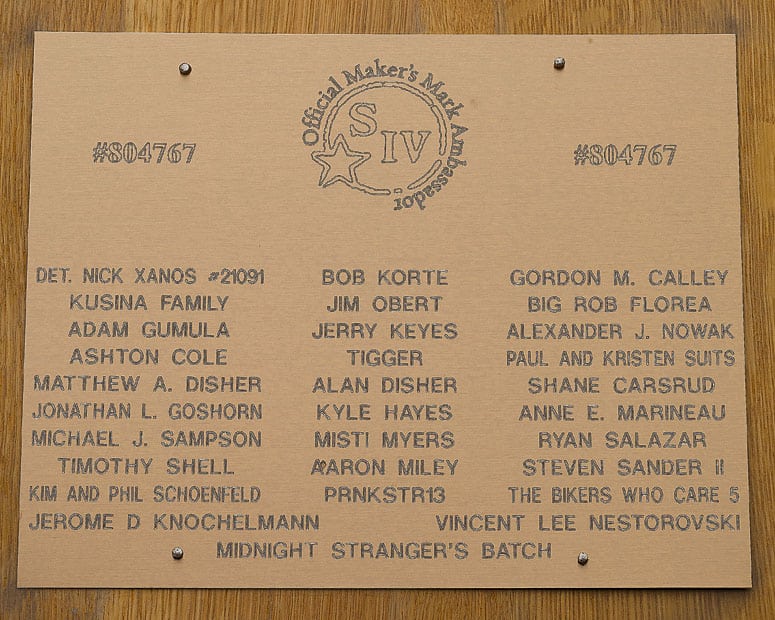 Official Maker's Mark Ambassador
S IV
#804767 #804767
DET. NICK XANOS #21091 BOB KORTE GORDON M. CALLEY
KUSINA FAMILY JIM OBERT BIG ROB FLOREA
ADAM GUMULA JERRY KEYES ALEXANDER J. NOWAK
ASHTON COLE TIGGER PAUL AND KRISTEN SUITS
MATTHEW A. DISHER ALAN DISHER SHANE CARSRUD
JONATHAN L. GOSHORN KYLE HAYES ANNE E. MARINEAU
MICHAEL J. SAMPSON MISTI MYERS RYAN SALAZAR
TIMOTHY SHELL AARON MILEY STEVEN SANDER II
KIM AND PHIL SCHOENFELD PRNKSTR13 THE BIKERS WHO CARE 5
JEROME D KNOCHELMANN VINCENT LEE NESTOROVSKI
MIDNIGHT STRANGER'S BATCH